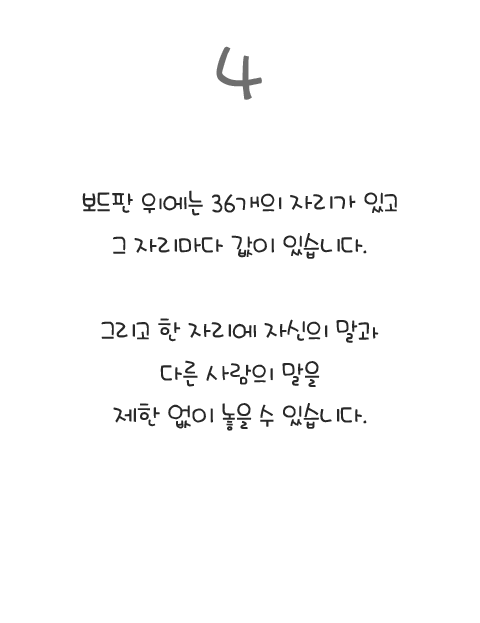 4
보드판 위에는 36개의 자리가 있고
그 자리마다 값이 있습니다.
그리고 한 자리에 자신의 말과
다른 사람의 말을
제한 없이 놓을 수 있습니다.